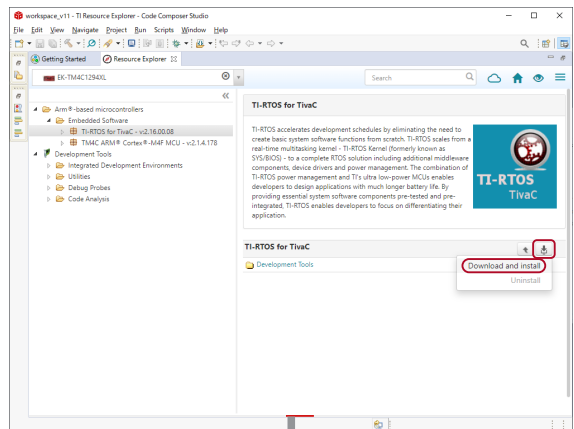 workspace_v11 - TI Resource Explorer - Code Composer Studio
File Edit View Navigate Project Run Scripts Window Help
Getting Started Resource Explorer
EK-TM4C1294XL
Search
Arm®-based microcontrollers
Embedded Software
TI-RTOS for TivaC - v:2.16.00.08
TM4C ARM® Cortex®-M4F MCU - v:2.1.4.178
Development Tools
Integrated Development Environments
Utilities
Debug Probes
Code Analysis
TI-RTOS for TivaC
TI-RTOS accelerates development schedules by eliminating the need to
create basic system software functions from scratch. TI-RTOS scales from a
real-time multitasking kernel - TI-RTOS Kernel (formerly known as
SYS/BIOS) - to a complete RTOS solution including additional middleware
components, device drivers and power management. The combination of
TI-RTOS power management and TI's ultra low-power MCUs enables
developers to design applications with much longer battery life. By
providing essential system software components pre-tested and pre-
integrated, TI-RTOS enables developers to focus on differentiating their
application.
TI-RTOS
TivaC
TI-RTOS for TivaC
Development Tools
Download and install
Uninstall